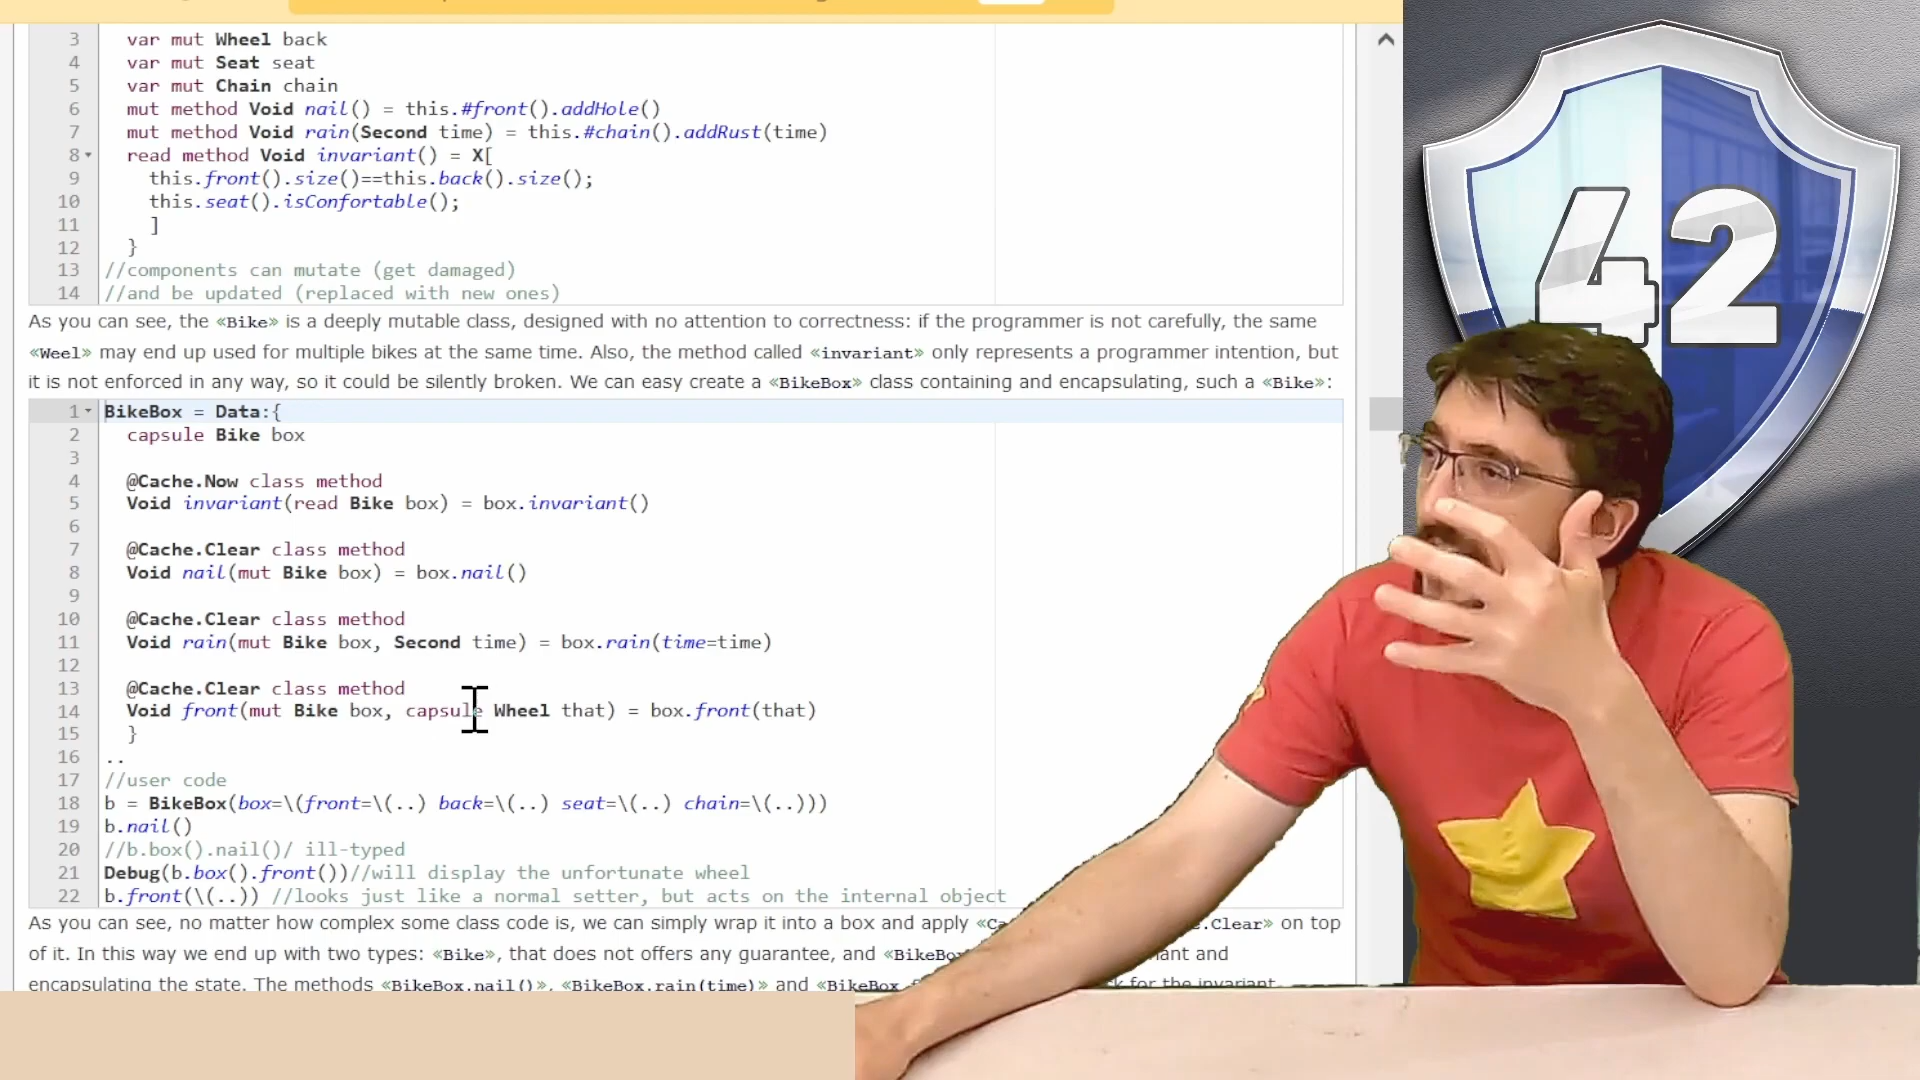 3 var mut Wheel back
4 var mut Seat seat
5 var mut Chain chain
6 mut method Void nail() = this.#front().addHole()
7 mut method Void rain(Second time) = this.#chain().addRust(time)
8 read method Void invariant() = X[
9 this.front().size()==this.back().size();
10 this.seat().isConfortable();
11 ]
12 }
13 //components can mutate (get damaged)
14 //and be updated (replaced with new ones)
As you can see, the «Bike» is a deeply mutable class, designed with no attention to correctness: if the programmer is not carefully, the same
«Weel» may end up used for multiple bikes at the same time. Also, the method called «invariant» only represents a programmer intention, but
it is not enforced in any way, so it could be silently broken. We can easy create a «BikeBox» class containing and encapsulating, such a «Bike»:
1 BikeBox = Data:{
2 capsule Bike box
3
4 @Cache.Now class method
5 Void invariant(read Bike box) = box.invariant()
6
7 @Cache.Clear class method
8 Void nail(mut Bike box) = box.nail()
9
10 @Cache.Clear class method
11 Void rain(mut Bike box, Second time) = box.rain(time=time)
12
13 @Cache.Clear class method
14 Void front(mut Bike box, capsule Wheel that) = box.front(that)
15 }
16 ..
17 //user code
18 b = BikeBox(box=\(front=\(..) back=\(..) seat=\(..) chain=\(..)))
19 b.nail()
20 //b.box().nail()/ ill-typed
21 Debug(b.box().front())//will display the unfortunate wheel
22 b.front(\(..)) //looks just like a normal setter, but acts on the internal object
As you can see, no matter how complex some class code is, we can simply wrap it into a box and apply .Clear» on top
of it. In this way we end up with two types: «Bike», that does not offers any guarantee, and «BikeBox and
encapsulating the state. The methods «BikeBox.nail()», «BikeBox.rain(time)» and «BikeBox for the invariant
42